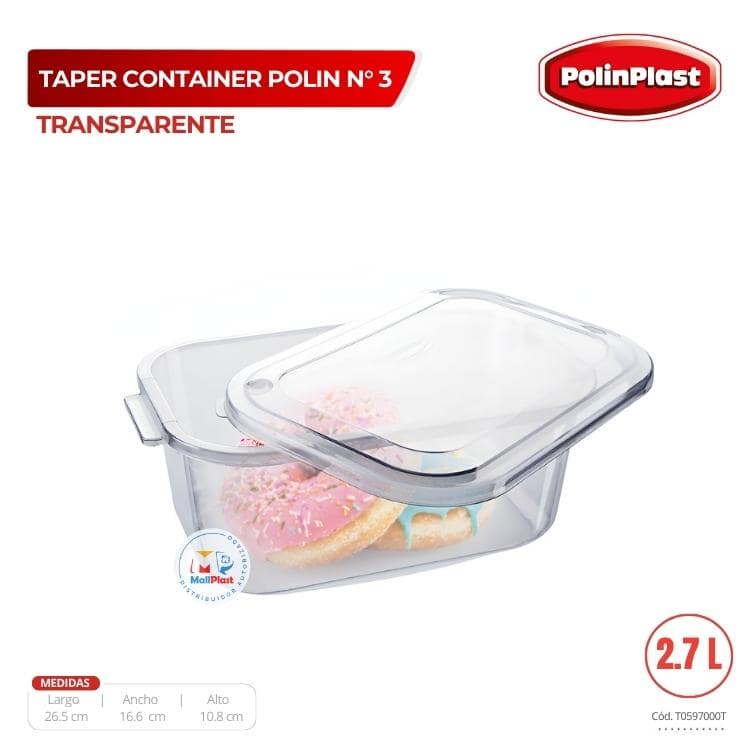 TAPER CONTAINER POLIN N° 3
TRANSPARENTE
PolinPlast
MaliPlast
DISTRIBUIDOR AUTORIZADO
MEDIDAS
Largo | Ancho | Alto
26.5 cm 16.6 cm 10.8 cm
2.7 L
Cód. T0597000T